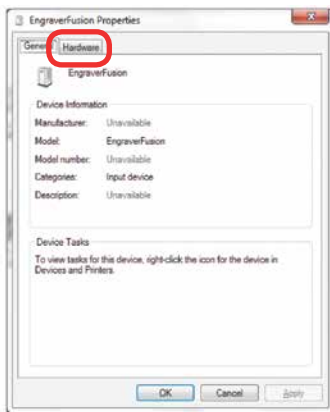 EngraverFusion Properties
General Hardware
EngraverFusion
Device Information
Manufacturer: Unavailable
Model: EngraverFusion
Model number: Unavailable
Categories: Input device
Description: Unavailable
Device Tasks
To view tasks for this device, right-click the icon for the device in
Devices and Printers.
OK Cancel Apply